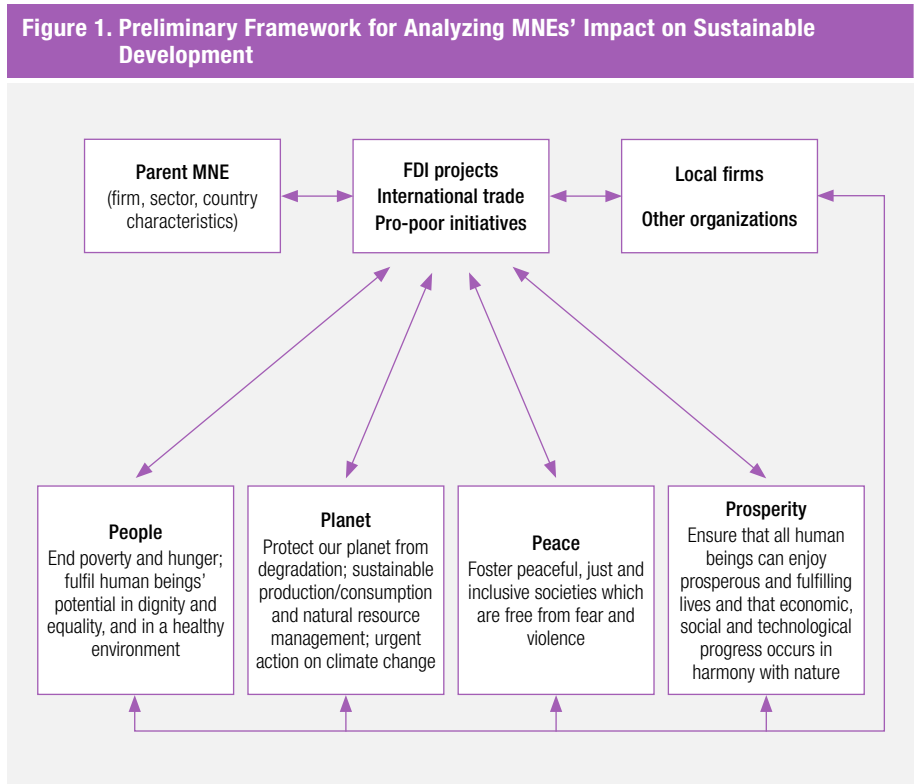 Figure 1. Preliminary Framework for Analyzing MNEs' Impact on Sustainable
Development
Parent MNE
(firm, sector, country
characteristics)
FDI projects
International trade
Pro-poor initiatives
Local firms
Other organizations
People
End poverty and hunger;
fulfil human beings'
potential in dignity and
equality, and in a healthy
environment
Planet
Protect our planet from
degradation; sustainable
production/consumption
and natural resource
management; urgent
action on climate change
Peace
Foster peaceful, just and
inclusive societies which
are free from fear and
violence
Prosperity
Ensure that all human
beings can enjoy
prosperous and fulfilling
lives and that economic,
social and technological
progress occurs in
harmony with nature